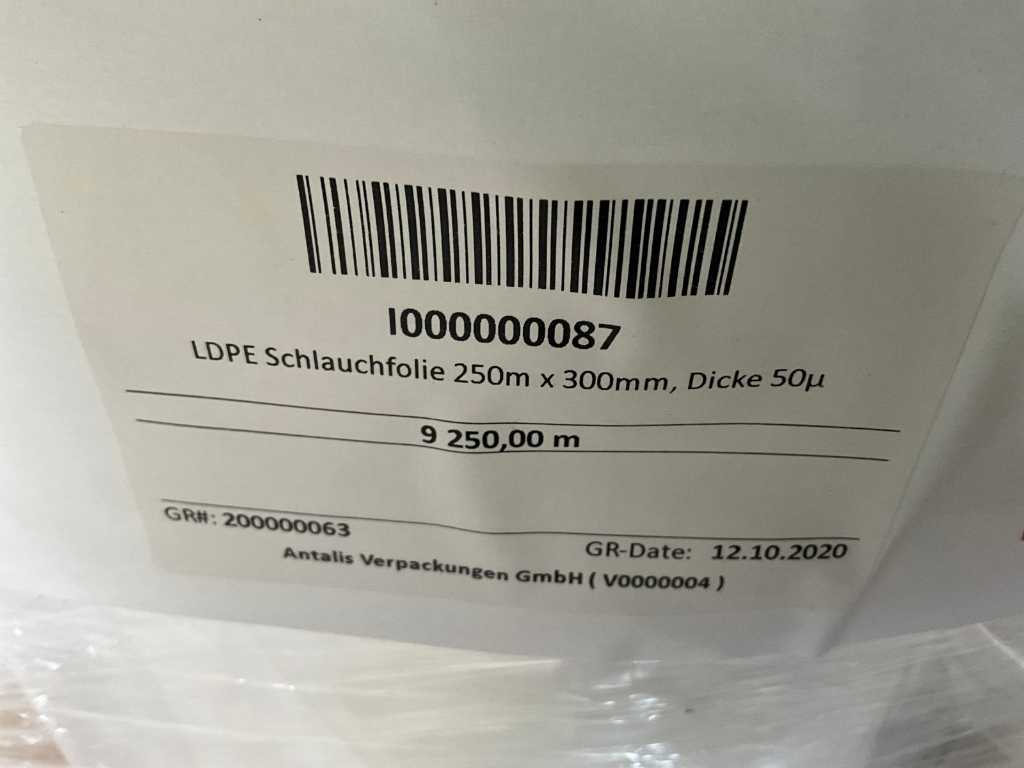 I000000087
LDPE Schlauchfolie 250m x 300mm, Dicke 50µ
9 250,00 m
GR#: 200000063
GR-Date: 12.10.2020
Antalis Verpackungen GmbH ( V0000004 )